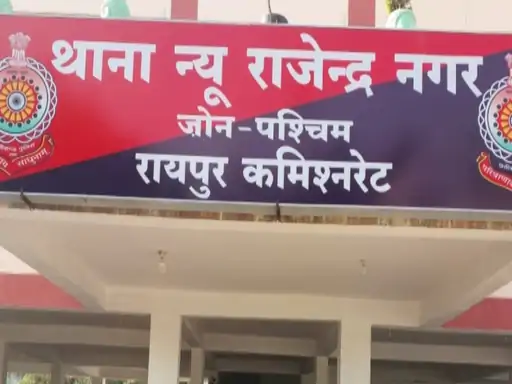 थाना न्यू राजेन्द्र नगर
जोन-पश्चिम
रायपुर कमिश्नरेट